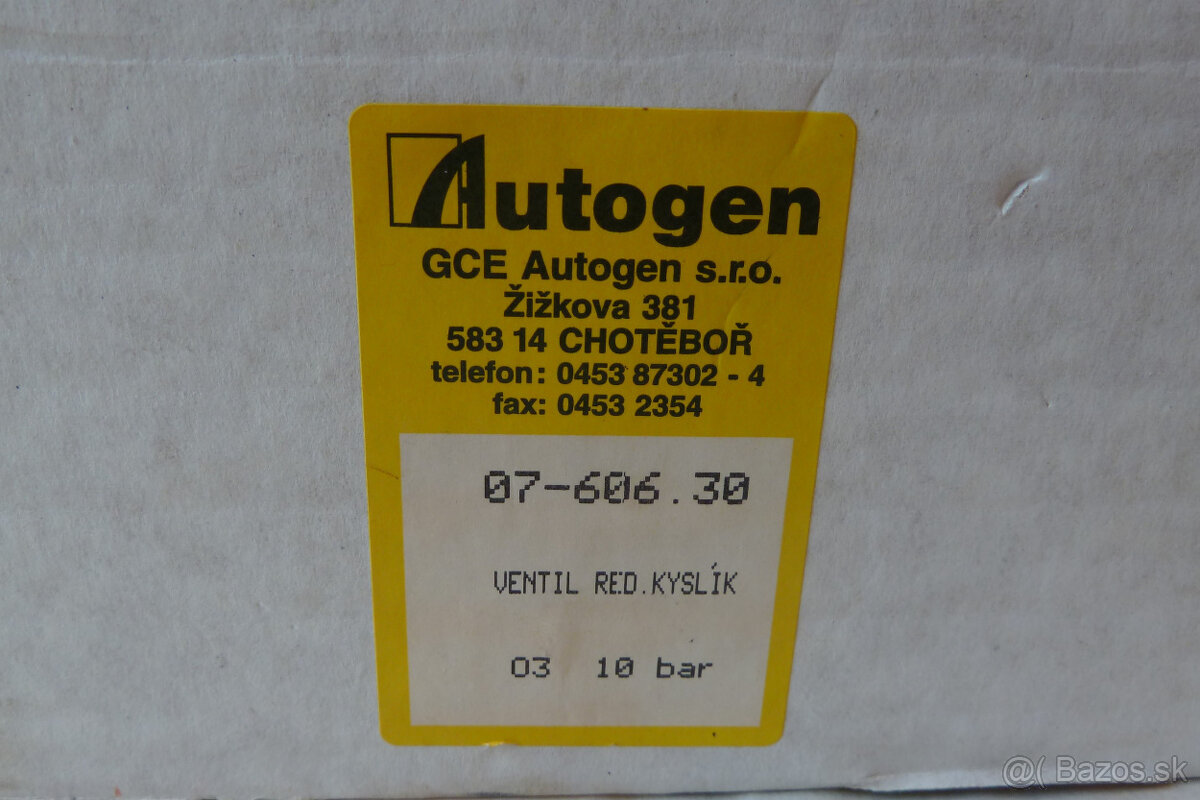 Autogen
GCE Autogen s.r.o.
Žižkova 381
583 14 CHOTĚBOŘ
telefon: 0453 87302 - 4
fax: 0453 2354
07-606.30
VENTIL RED.KYSLÍK
O3 10 bar
@( Bazos.sk